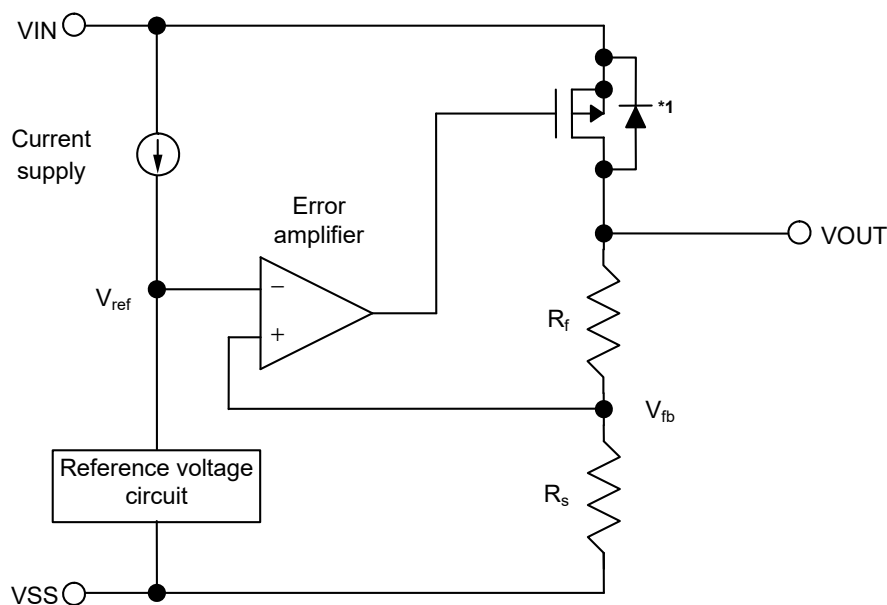 VIN
*1
Current
supply
Error
amplifier
VOUT
Vref
−
+
Rf
Vfb
Reference voltage
circuit
Rs
VSS